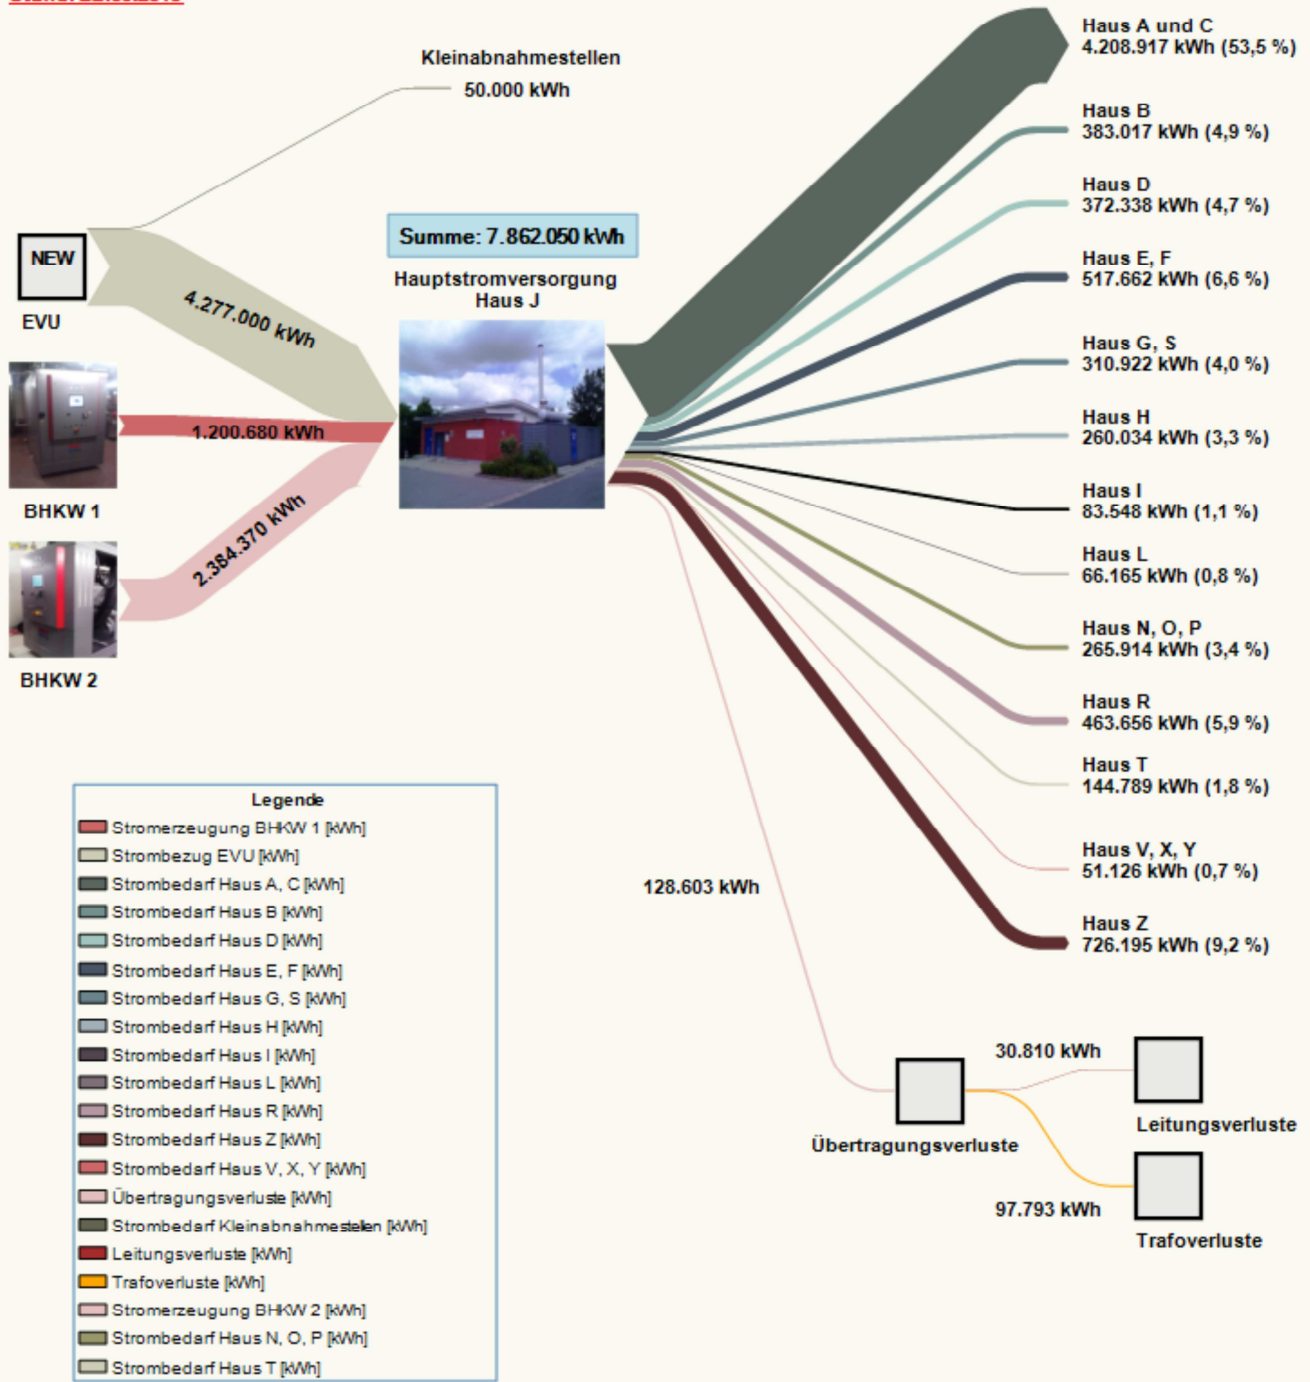 Kleinabnahmestellen
50.000 kWh
NEW
EVU
4.277.000 kWh
1.200.680 kWh
BHKW 1
2.384.370 kWh
BHKW 2
Summe: 7.862.050 kWh
Hauptstromversorgung
Haus J
Haus A und C
4.208.917 kWh (53,5 %)
Haus B
383.017 kWh (4,9 %)
Haus D
372.338 kWh (4,7 %)
Haus E, F
517.662 kWh (6,6 %)
Haus G, S
310.922 kWh (4,0 %)
Haus H
260.034 kWh (3,3 %)
Haus I
83.548 kWh (1,1 %)
Haus L
66.165 kWh (0,8 %)
Haus N, O, P
265.914 kWh (3,4 %)
Haus R
463.656 kWh (5,9 %)
Haus T
144.789 kWh (1,8 %)
Haus V, X, Y
51.126 kWh (0,7 %)
Haus Z
726.195 kWh (9,2 %)
128.603 kWh
Übertragungsverluste
30.810 kWh
Leitungsverluste
97.793 kWh
Trafoverluste
Legende
Stromerzeugung BHKW 1 [kWh]
Strombezug EVU [kWh]
Strombedarf Haus A, C [kWh]
Strombedarf Haus B [kWh]
Strombedarf Haus D [kWh]
Strombedarf Haus E, F [kWh]
Strombedarf Haus G, S [kWh]
Strombedarf Haus H [kWh]
Strombedarf Haus I [kWh]
Strombedarf Haus L [kWh]
Strombedarf Haus R [kWh]
Strombedarf Haus Z [kWh]
Strombedarf Haus V, X, Y [kWh]
Übertragungsverluste [kWh]
Strombedarf Kleinabnahmestellen [kWh]
Leitungsverluste [kWh]
Trafoverluste [kWh]
Stromerzeugung BHKW 2 [kWh]
Strombedarf Haus N, O, P [kWh]
Strombedarf Haus T [kWh]